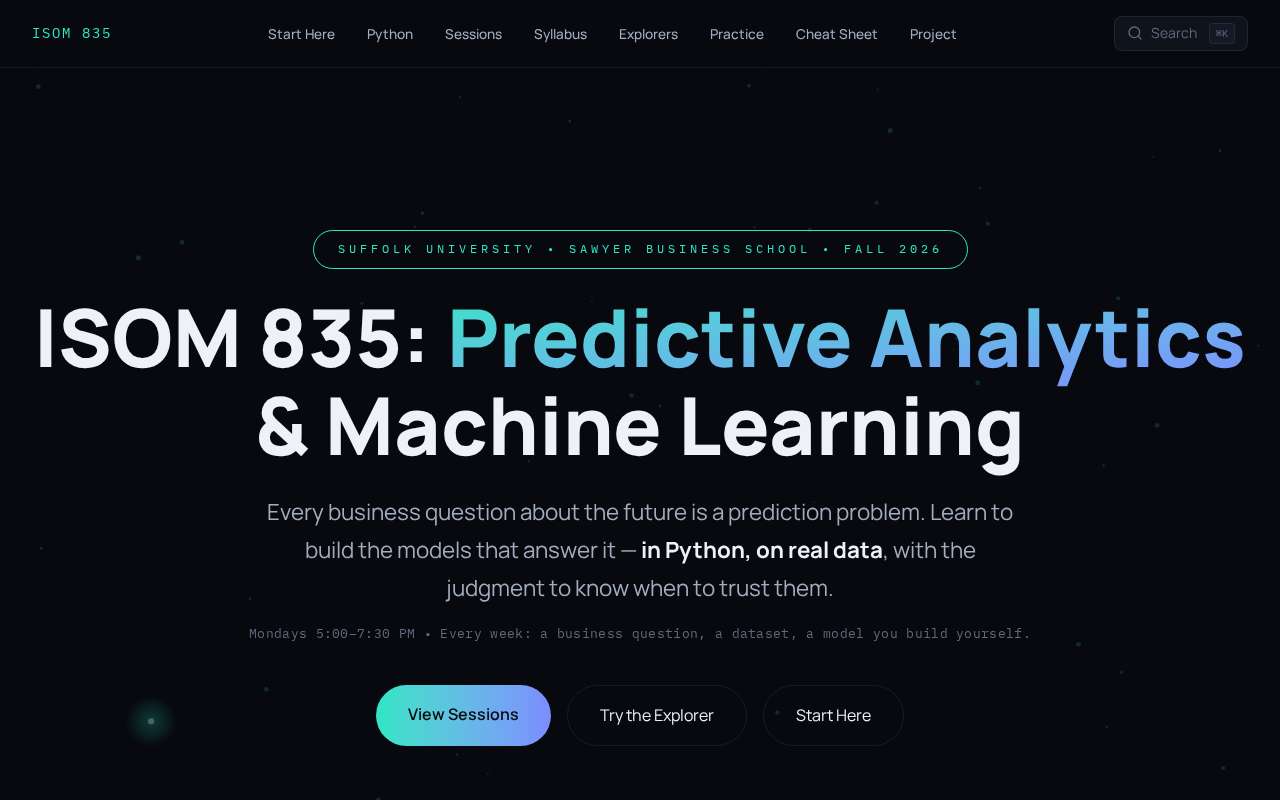 ISOM 835
Start Here
Python
Sessions
Syllabus
Explorers
Practice
Cheat Sheet
Project
Search
⌘K
SUFFOLK UNIVERSITY • SAWYER BUSINESS SCHOOL • FALL 2026
ISOM 835: Predictive Analytics
& Machine Learning
Every business question about the future is a prediction problem. Learn to
build the models that answer it — in Python, on real data, with the
judgment to know when to trust them.
Mondays 5:00–7:30 PM • Every week: a business question, a dataset, a model you build yourself.
View Sessions
Try the Explorer
Start Here